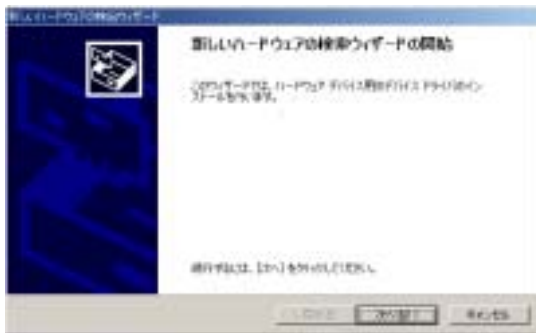 新しいハードウェアの検索ウィザード
新しいハードウェアの検索ウィザードの開始
このウィザードでは、ハードウェア デバイス用のデバイス ドライバのイン
ストールを行います。
続行するには、[次へ] をクリックしてください。
次へ(N) >
キャンセル